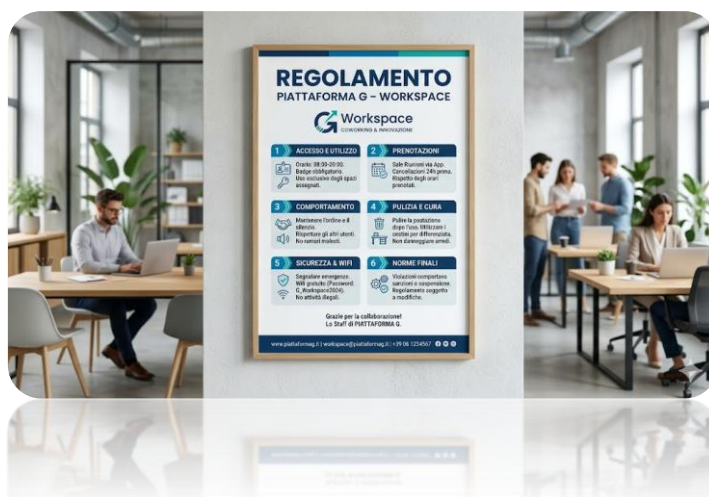 REGOLAMENTO
PIATTAFORMA G – WORKSPACE
G Workspace
COWORKING & INNOVAZIONE
1 ACCESSO E UTILIZZO
Orario: 08:00-20:00.
Badge obbligatorio.
Uso esclusivo degli spazi
assegnati.
2 PRENOTAZIONI
Sale Riunioni via App.
Cancellazioni 24h prima.
Rispetto degli orari
prenotati.
3 COMPORTAMENTO
Mantenere l'ordine e il
silenzio.
Rispettare gli altri utenti.
No rumori molesti.
4 PULIZIA E CURA
Pulire la postazione
dopo l'uso. Utilizzare i
cestini per differenziata.
Non danneggiare arredi.
5 SICUREZZA & WIFI
Segnalare emergenze.
Wifi gratuito (Password:
G_Workspace2024).
No attività illegali.
6 NORME FINALI
Violazioni comportano
sanzioni e sospensione.
Regolamento soggetto
a modifiche.
Grazie per la collaborazione!
Lo Staff di PIATTAFORMA G.
www.piattaformag.it | workspace@piattaformag.it | +39 06 1234567